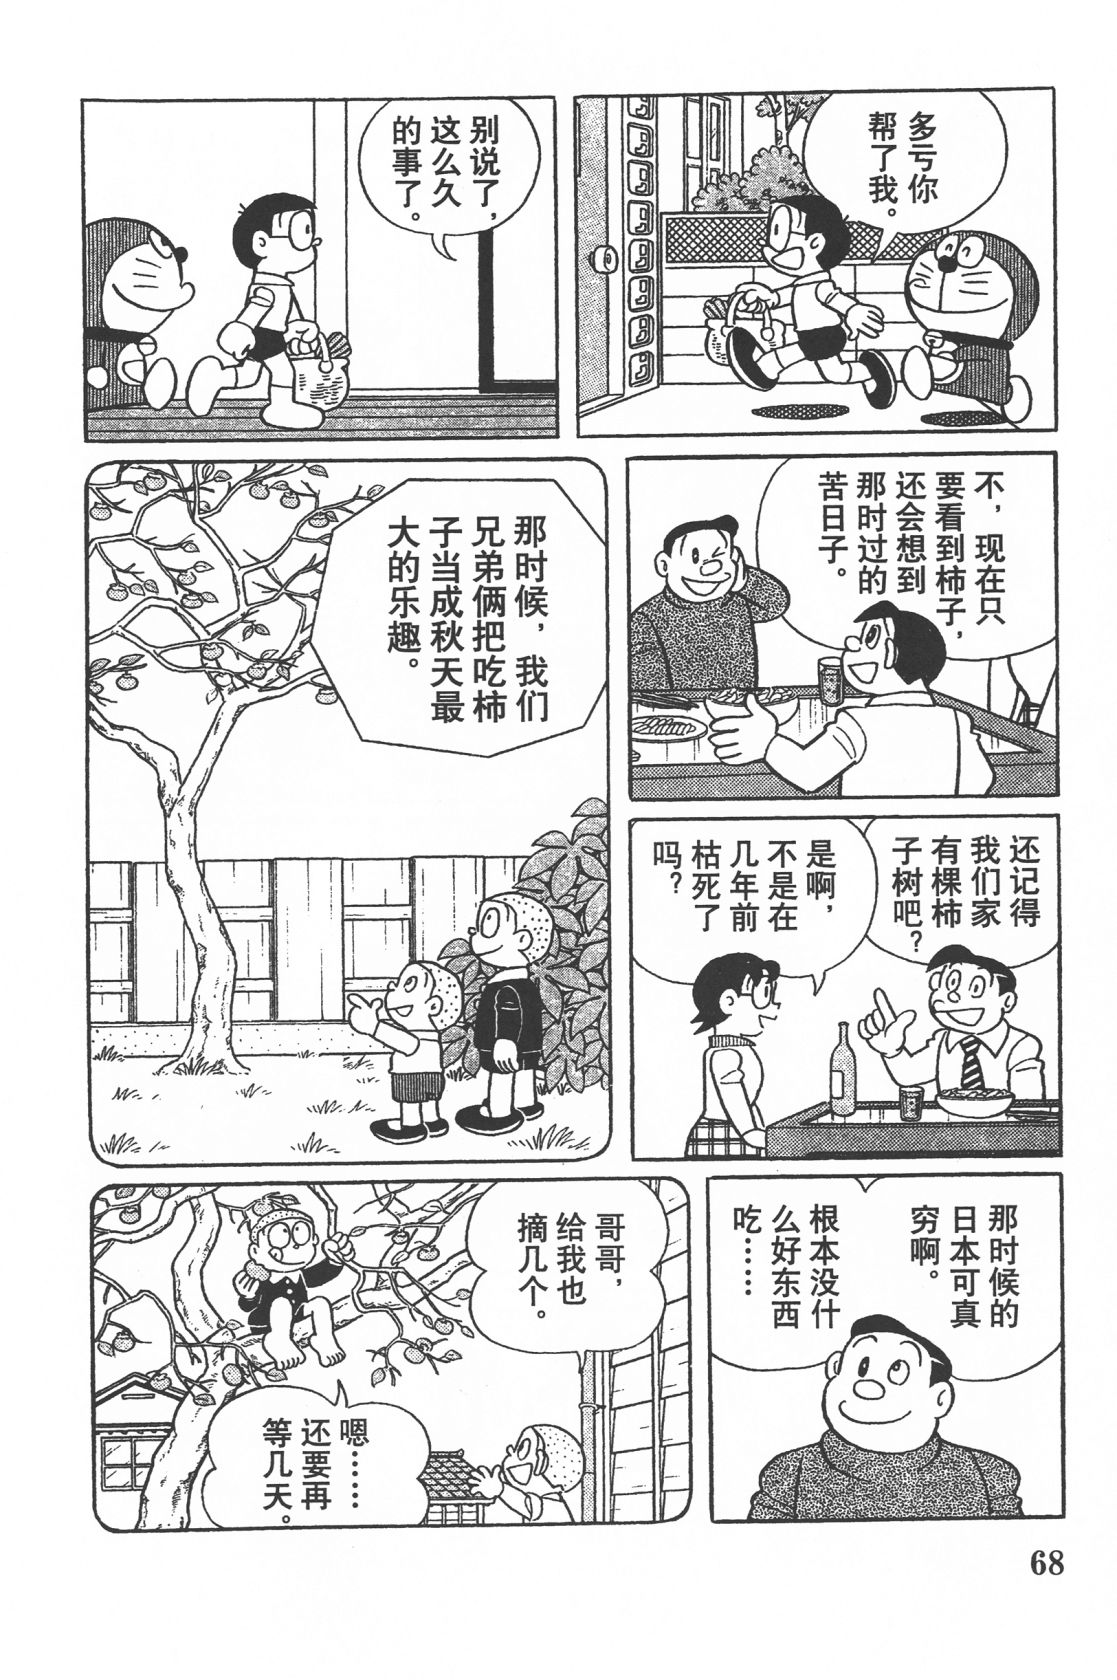 多亏你
帮了我。
别说了，
这么久
的事了。
不，现在只
要看到柿子，
还会想到
那时过的
苦日子。
还记得
我们家
有棵柿
子树吧？
是啊，
不是在
几年前
枯死了
吗？
那时候，我们
兄弟俩把吃柿
子当成秋天最
大的乐趣。
那时候的
日本可真
穷啊。
根本没什
么好东西
吃……
哥哥，
给我也
摘几个。
嗯……
还要再
等几天。
68